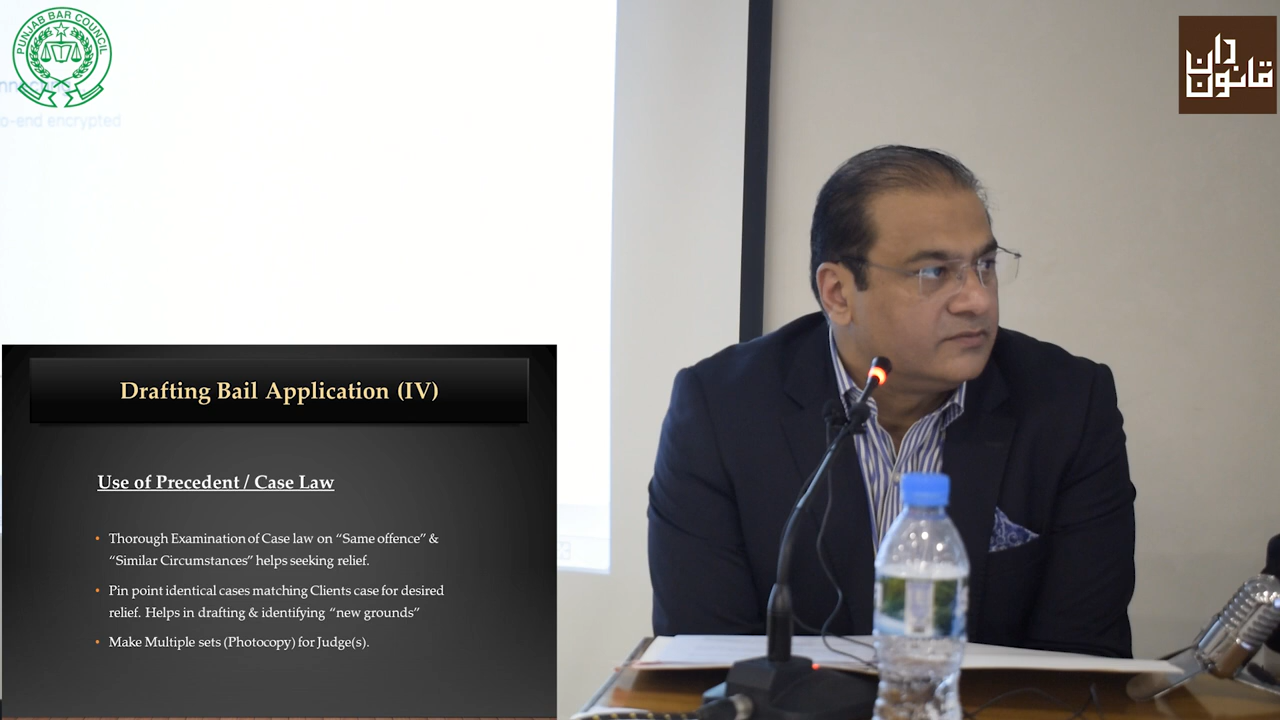 PUNJAB BAR COUNCIL
o-end encrypted
قانون دان
Drafting Bail Application (IV)
Use of Precedent / Case Law
• Thorough Examination of Case law on “Same offence” &
“Similar Circumstances” helps seeking relief.
• Pin point identical cases matching Clients case for desired
relief. Helps in drafting & identifying “new grounds”
• Make Multiple sets (Photocopy) for Judge(s).